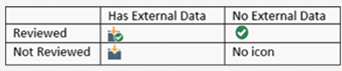 Has External Data No External Data
Reviewed
Not Reviewed No icon